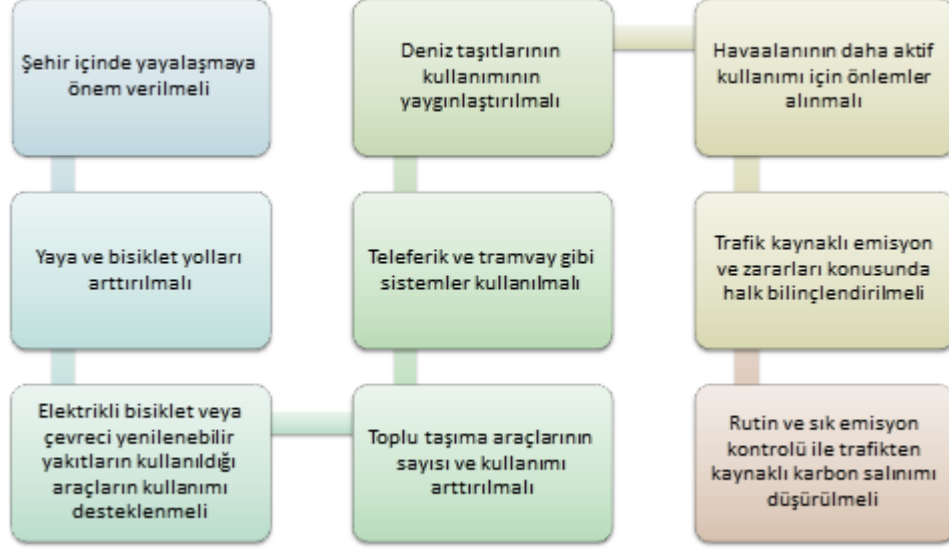 Şehir içinde yayalaşmaya
önem verilmeli
Yaya ve bisiklet yolları
arttırılmalı
Elektrikli bisiklet veya
çevreci yenilenebilir
yakıtların kullanıldığı
araçların kullanımı
desteklenmeli
Toplu taşıma araçlarının
sayısı ve kullanımı
arttırılmalı
Teleferik ve tramvay gibi
sistemler kullanılmalı
Deniz taşıtlarının
kullanımının
yaygınlaştırılmalı
Havaalanının daha aktif
kullanımı için önlemler
alınmalı
Trafik kaynaklı emisyon
ve zararları konusunda
halk bilinçlendirilmeli
Rutin ve sık emisyon
kontrolü ile trafikten
kaynaklı karbon salınımı
düşürülmeli